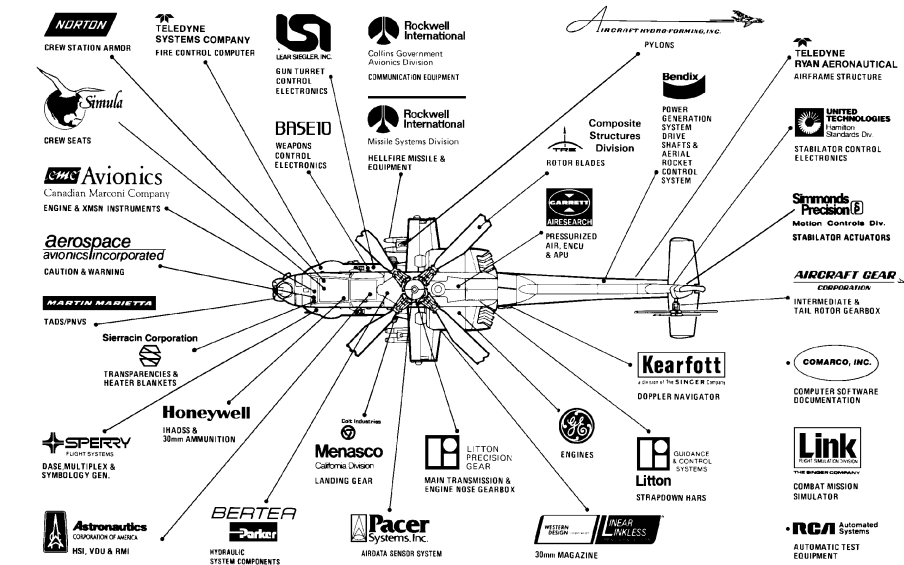 NORTON
CREW STATION ARMOR
TELEDYNE
SYSTEMS COMPANY
FIRE CONTROL COMPUTER
LSI
LEAR SIEGLER, INC.
GUN TURRET
CONTROL
ELECTRONICS
Rockwell
International
Collins Government
Avionics Division
COMMUNICATION EQUIPMENT
AIRCRAFT HYDRO-FORMING, INC.
PYLONS
TELEDYNE
RYAN AERONAUTICAL
AIRFRAME STRUCTURE
Simula
CREW SEATS
BASE10
WEAPONS
CONTROL
ELECTRONICS
Rockwell
International
Missile Systems Division
HELLFIRE MISSILE &
EQUIPMENT
TRE
Composite
Structures
Division
ROTOR BLADES
Bendix
POWER
GENERATION
SYSTEM
DRIVE
SHAFTS &
AERIAL
ROCKET
CONTROL
SYSTEM
UNITED
TECHNOLOGIES
Hamilton
Standards Div.
STABILATOR CONTROL
ELECTRONICS
CMC Avionics
Canadian Marconi Company
ENGINE & XMSN INSTRUMENTS
GARRETT
AIRESEARCH
PRESSURIZED
AIR, ENCU
& APU
Simmonds
Precision
Motion Controls Div.
STABILATOR ACTUATORS
aerospace
avionics incorporated
CAUTION & WARNING
AIRCRAFT GEAR
CORPORATION
INTERMEDIATE &
TAIL ROTOR GEARBOX
MARTIN MARIETTA
TADS/PNVS
Sierracin Corporation
TRANSPARENCIES &
HEATER BLANKETS
Kearfott
a division of The SINGER Company
DOPPLER NAVIGATOR
COMARCO, INC.
COMPUTER SOFTWARE
DOCUMENTATION
Honeywell
IHADSS &
30mm AMMUNITION
SPERRY
FLIGHT SYSTEMS
DASE, MULTIPLEX &
SYMBOLOGY GEN.
Colt Industries
Menasco
California Division
LANDING GEAR
LITTON
PRECISION
GEAR
MAIN TRANSMISSION &
ENGINE NOSE GEARBOX
GE
ENGINES
GUIDANCE
& CONTROL
SYSTEMS
Litton
STRAPDOWN HARS
Link
FLIGHT SIMULATION DIVISION
THE SINGER COMPANY
COMBAT MISSION
SIMULATOR
Astronautics
CORPORATION OF AMERICA
HSI, VDU & RMI
BERTEA
Parker
HYDRAULIC
SYSTEM COMPONENTS
Pacer
Systems, Inc.
AIRDATA SENSOR SYSTEM
WESTERN
DESIGN
LINEAR
LINKLESS
30mm MAGAZINE
RCA Automated
Systems
AUTOMATIC TEST
EQUIPMENT